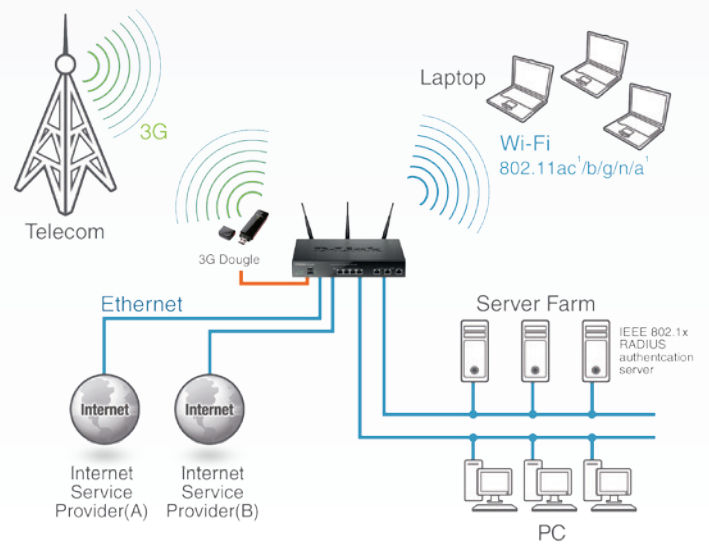 Laptop
3G
Wi-Fi
802.11ac¹/b/g/n/a¹
Telecom
3G Dougle
D-Link
Ethernet
Server Farm
IEEE 802.1x
RADIUS
authentcation
server
Internet
Internet
Internet
Service
Provider(A)
Internet
Service
Provider(B)
PC